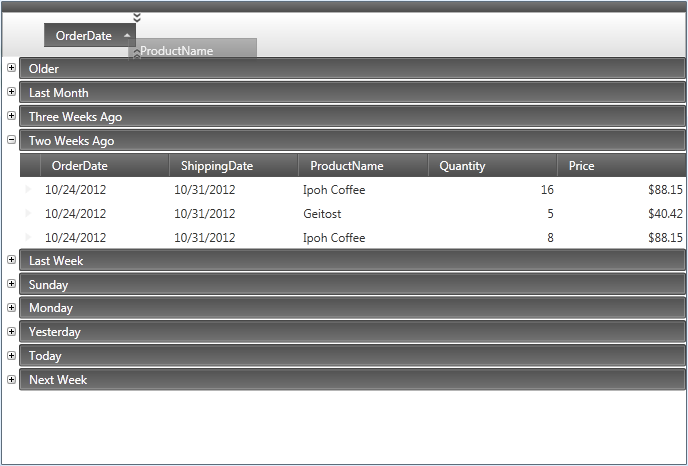 OrderDate
ProductName
Older
Last Month
Three Weeks Ago
Two Weeks Ago
OrderDate ShippingDate ProductName Quantity Price
10/24/2012 10/31/2012 Ipoh Coffee 16 $88.15
10/24/2012 10/31/2012 Geitost 5 $40.42
10/24/2012 10/31/2012 Ipoh Coffee 8 $88.15
Last Week
Sunday
Monday
Yesterday
Today
Next Week